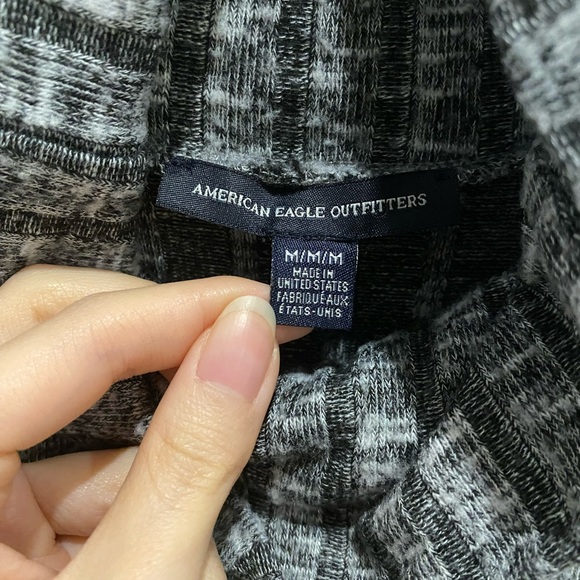 AMERICAN EAGLE OUTFITTERS
M/M/M
MADE IN
UNITED STATES
FABRIQUÉ AUX
ÉTATS-UNIS